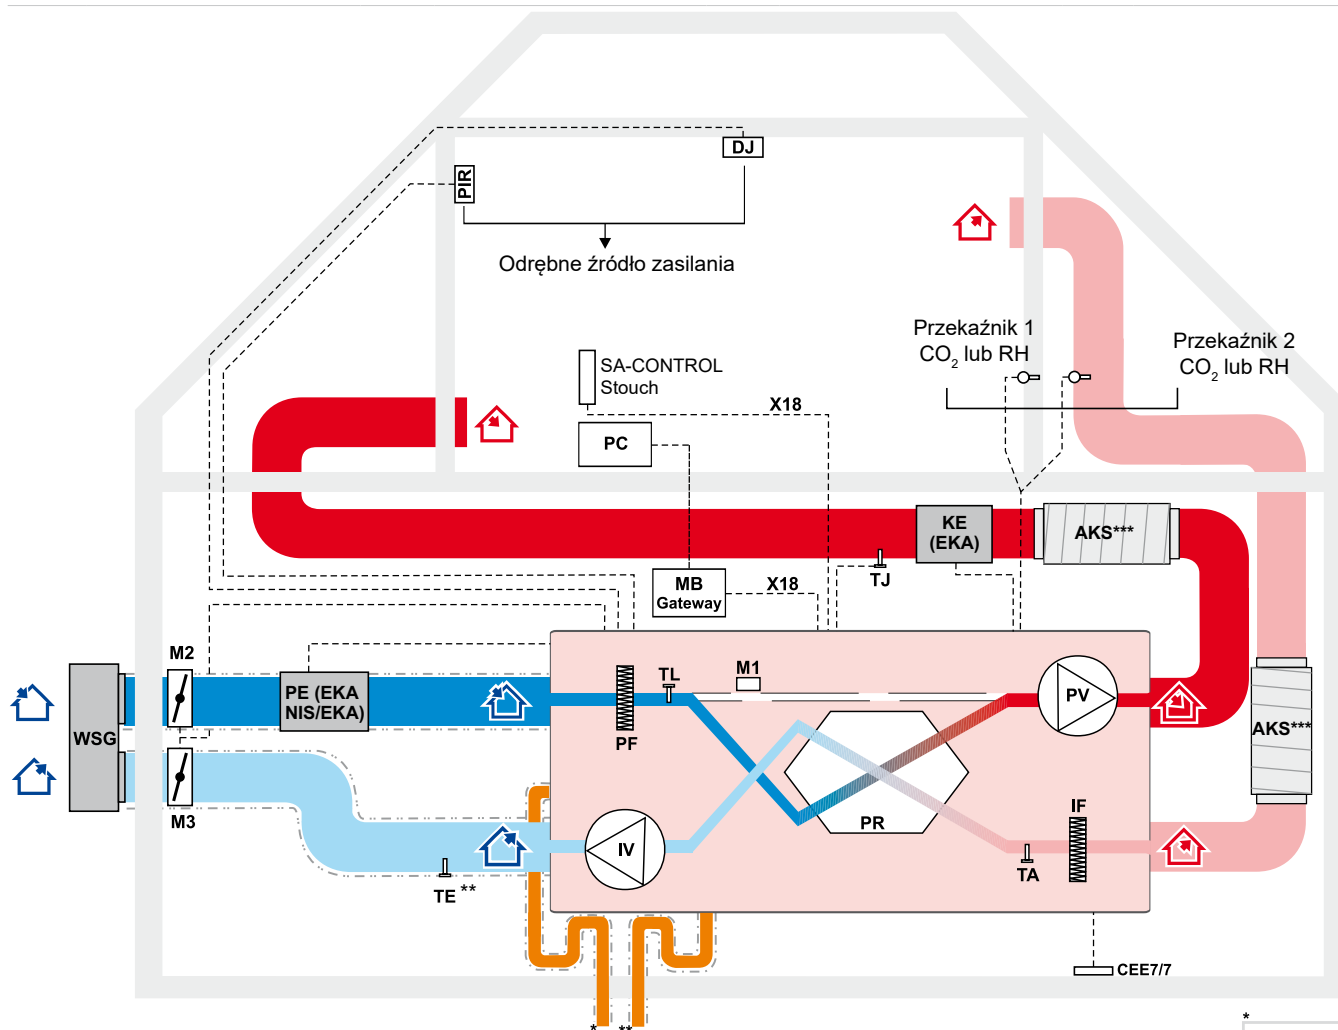 DJ
PIR
Odrębne źródło zasilania
Przekaźnik 1
CO2 lub RH
Przekaźnik 2
CO2 lub RH
SA-CONTROL
Stouch
X18
PC
KE
(EKA)
AKS***
TJ
MB
Gateway
X18
M2
PE (EKA
NIS/EKA)
TL
M1
PV
WSG
PF
AKS***
M3
PR
IF
IV
TA
TE **
CEE7/7
*
**
*